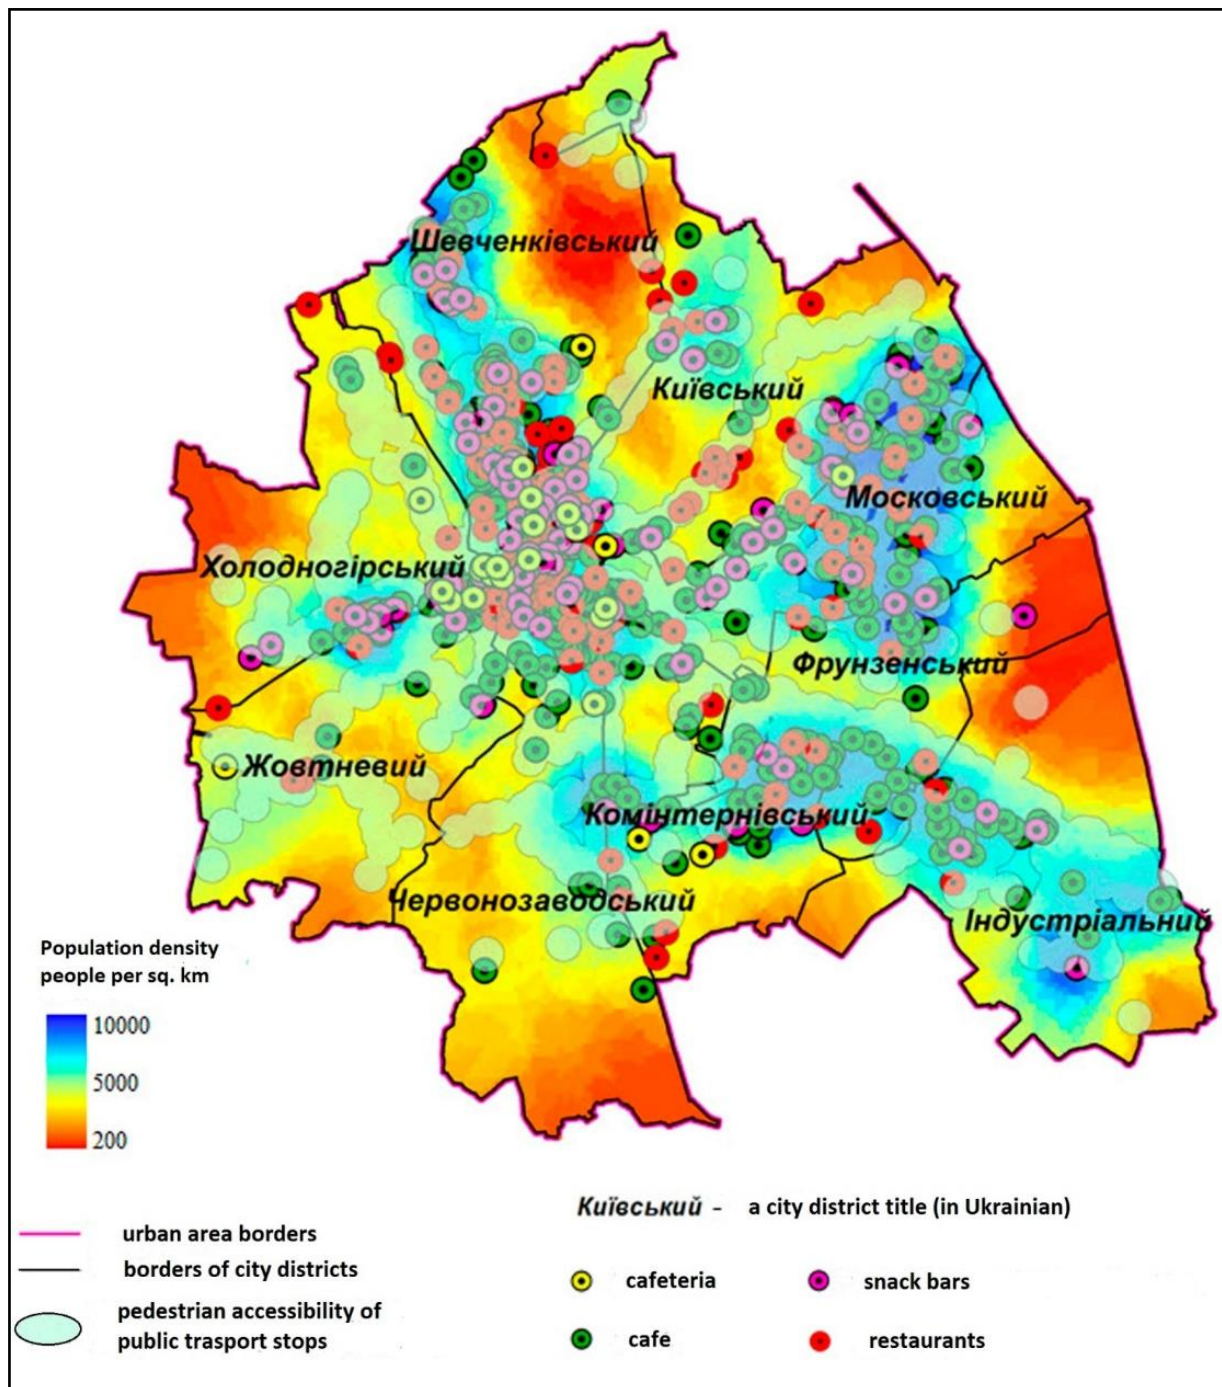 Шевченківський
Київський
Московський
Холодногірський
Фрунзенський
Жовтневий
Комінтернівський
Червонозаводський
Індустріальний
Population density
people per sq. km
10000
5000
200
Київський - a city district title (in Ukrainian)
urban area borders
borders of city districts
pedestrian accessibility of
public trasport stops
cafeteria
snack bars
cafe
restaurants